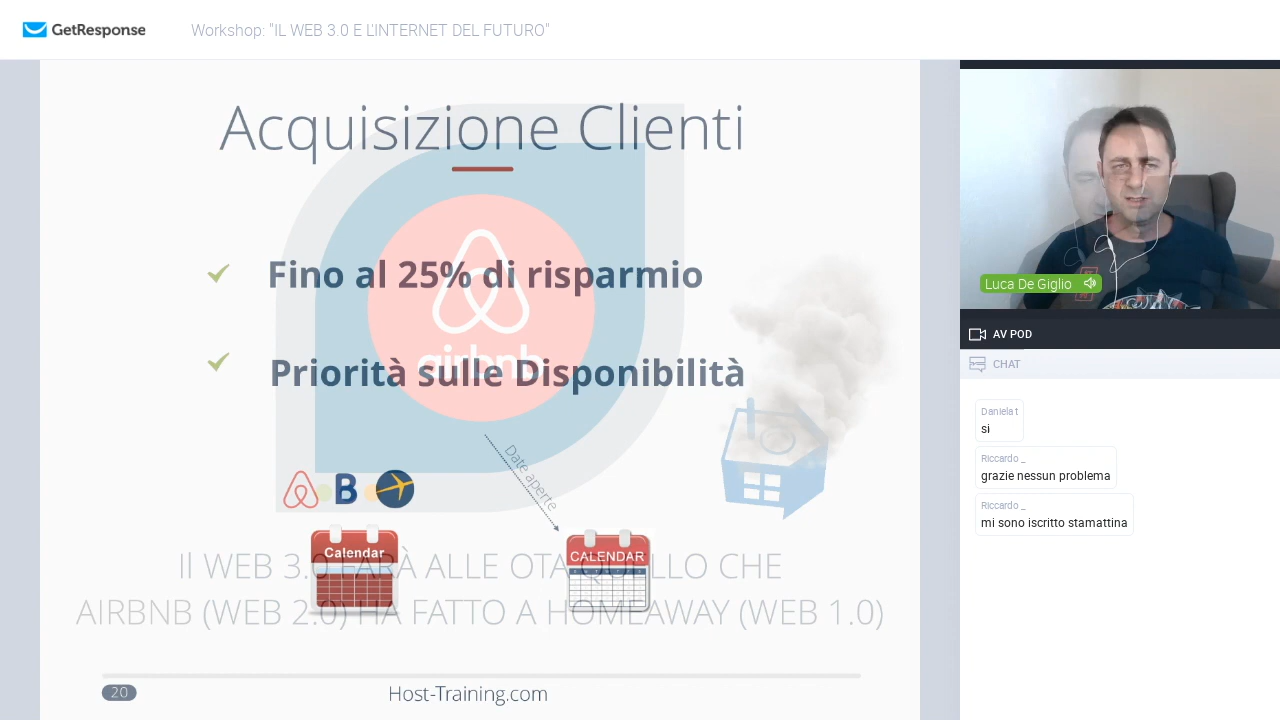 GetResponse
Workshop: "IL WEB 3.0 E L'INTERNET DEL FUTURO"
Acquisizione Clienti
Fino al 25% di risparmio
airbnb
Priorità sulle Disponibilità
Date aperte
B
Calendar
CALENDAR
Il WEB 3.0 FARÀ ALLE OTA QUELLO CHE
AIRBNB (WEB 2.0) HA FATTO A HOMEAWAY (WEB 1.0)
20
Host-Training.com
Luca De Giglio
AV POD
CHAT
Daniela t
si
Riccardo _
grazie nessun problema
Riccardo _
mi sono iscritto stamattina